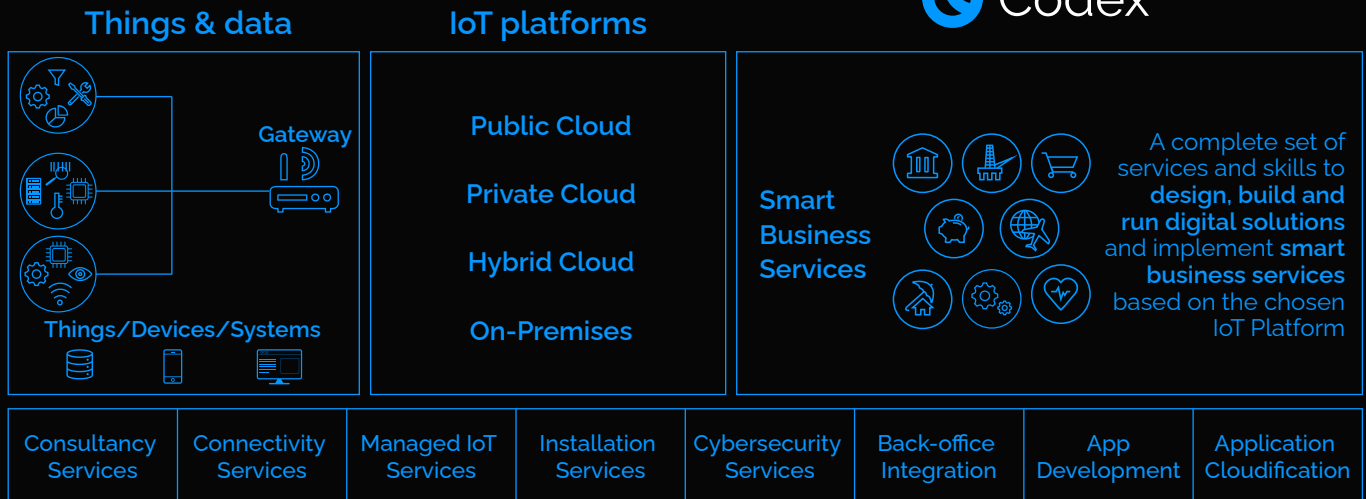 Codex
Things & data
IoT platforms
Gateway
Things/Devices/Systems
Public Cloud
Private Cloud
Hybrid Cloud
On-Premises
Smart
Business
Services
A complete set of
services and skills to
design, build and
run digital solutions
and implement smart
business services
based on the chosen
IoT Platform
Consultancy
Services
Connectivity
Services
Managed IoT
Services
Installation
Services
Cybersecurity
Services
Back-office
Integration
App
Development
Application
Cloudification